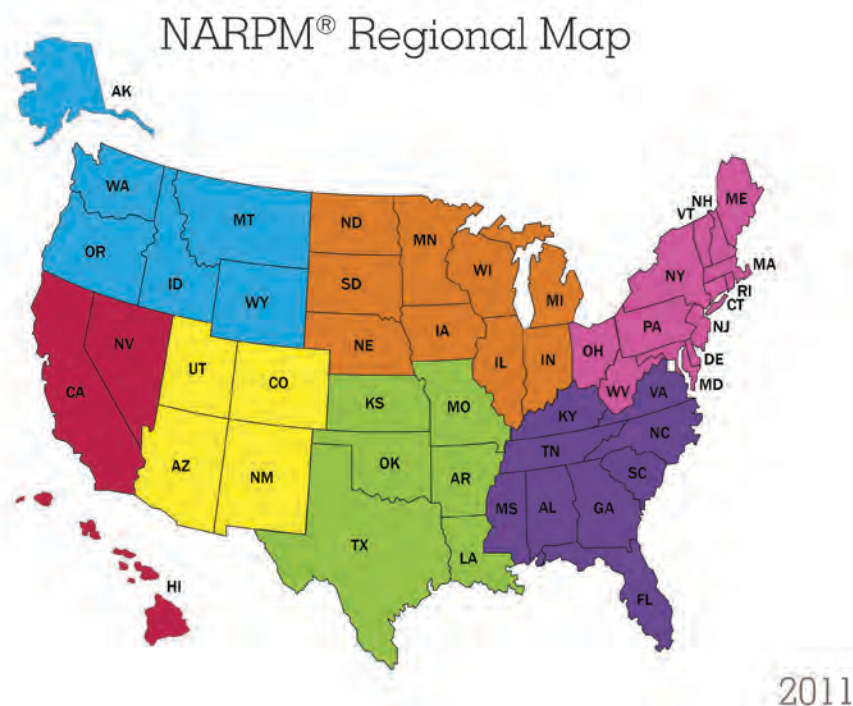 NARPM® Regional Map
AK
WA
MT
ND
MN
OR
ID
WY
SD
WI
MI
NH
VT
ME
MA
NY
RI
CT
NJ
PA
DE
MD
NV
CA
UT
CO
NE
IA
IL
IN
OH
WV
VA
KS
MO
KY
NC
AZ
NM
OK
AR
TN
SC
MS
AL
GA
TX
LA
FL
HI
2011